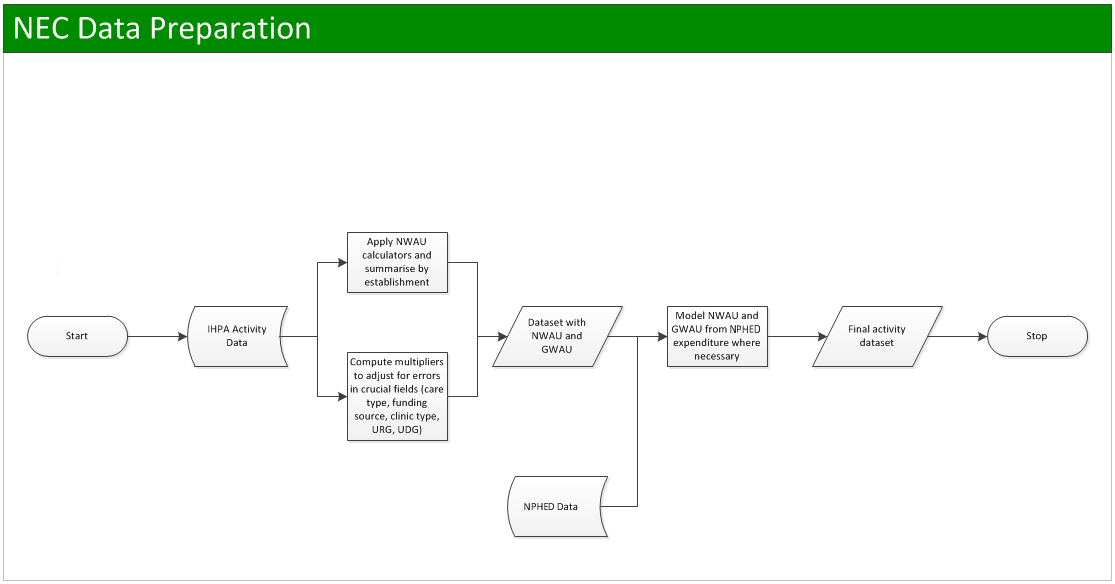 NEC Data Preparation
Start
IHPA Activity
Data
Apply NWAU
calculators and
summarise by
establishment
Compute multipliers
to adjust for errors
in crucial fields (care
type, funding
source, clinic type,
URG, UDG)
Dataset with
NWAU and
GWAU
NPHED Data
Model NWAU and
GWAU from NPHED
expenditure where
necessary
Final activity
dataset
Stop